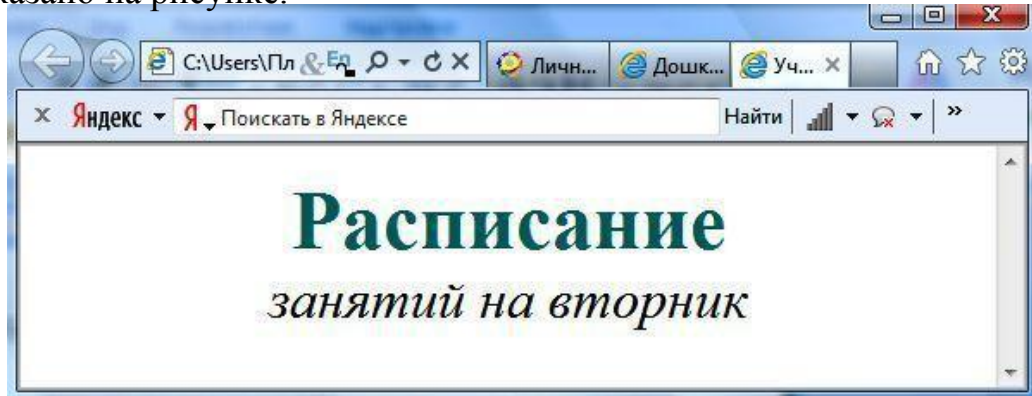 казано на рисунке.
C:\Users\Пл
Личн...
Дошк...
Уч...
Яндекс
Я Поискать в Яндексе
Найти
»
Расписание
занятий на вторник